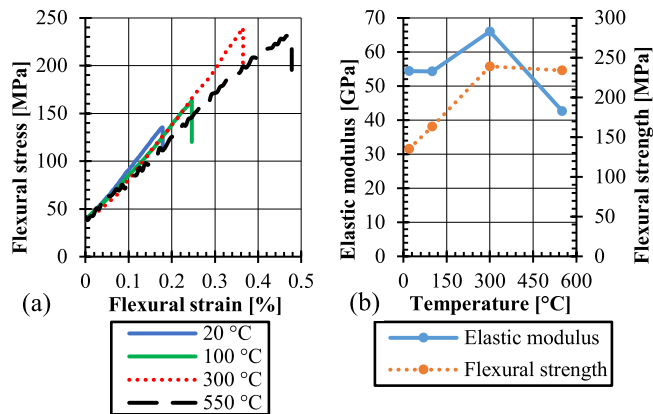 250
200
150
100
50
0
0
0.1
0.2
0.3
0.4
0.5
Flexural stress [MPa]
Flexural strain [%]
(a)
20 °C
100 °C
300 °C
550 °C
70
60
50
40
30
20
10
0
Elastic modulus [GPa]
300
250
200
150
100
50
0
Flexural strength [MPa]
0
150
300
450
600
Temperature [°C]
(b)
Elastic modulus
Flexural strength